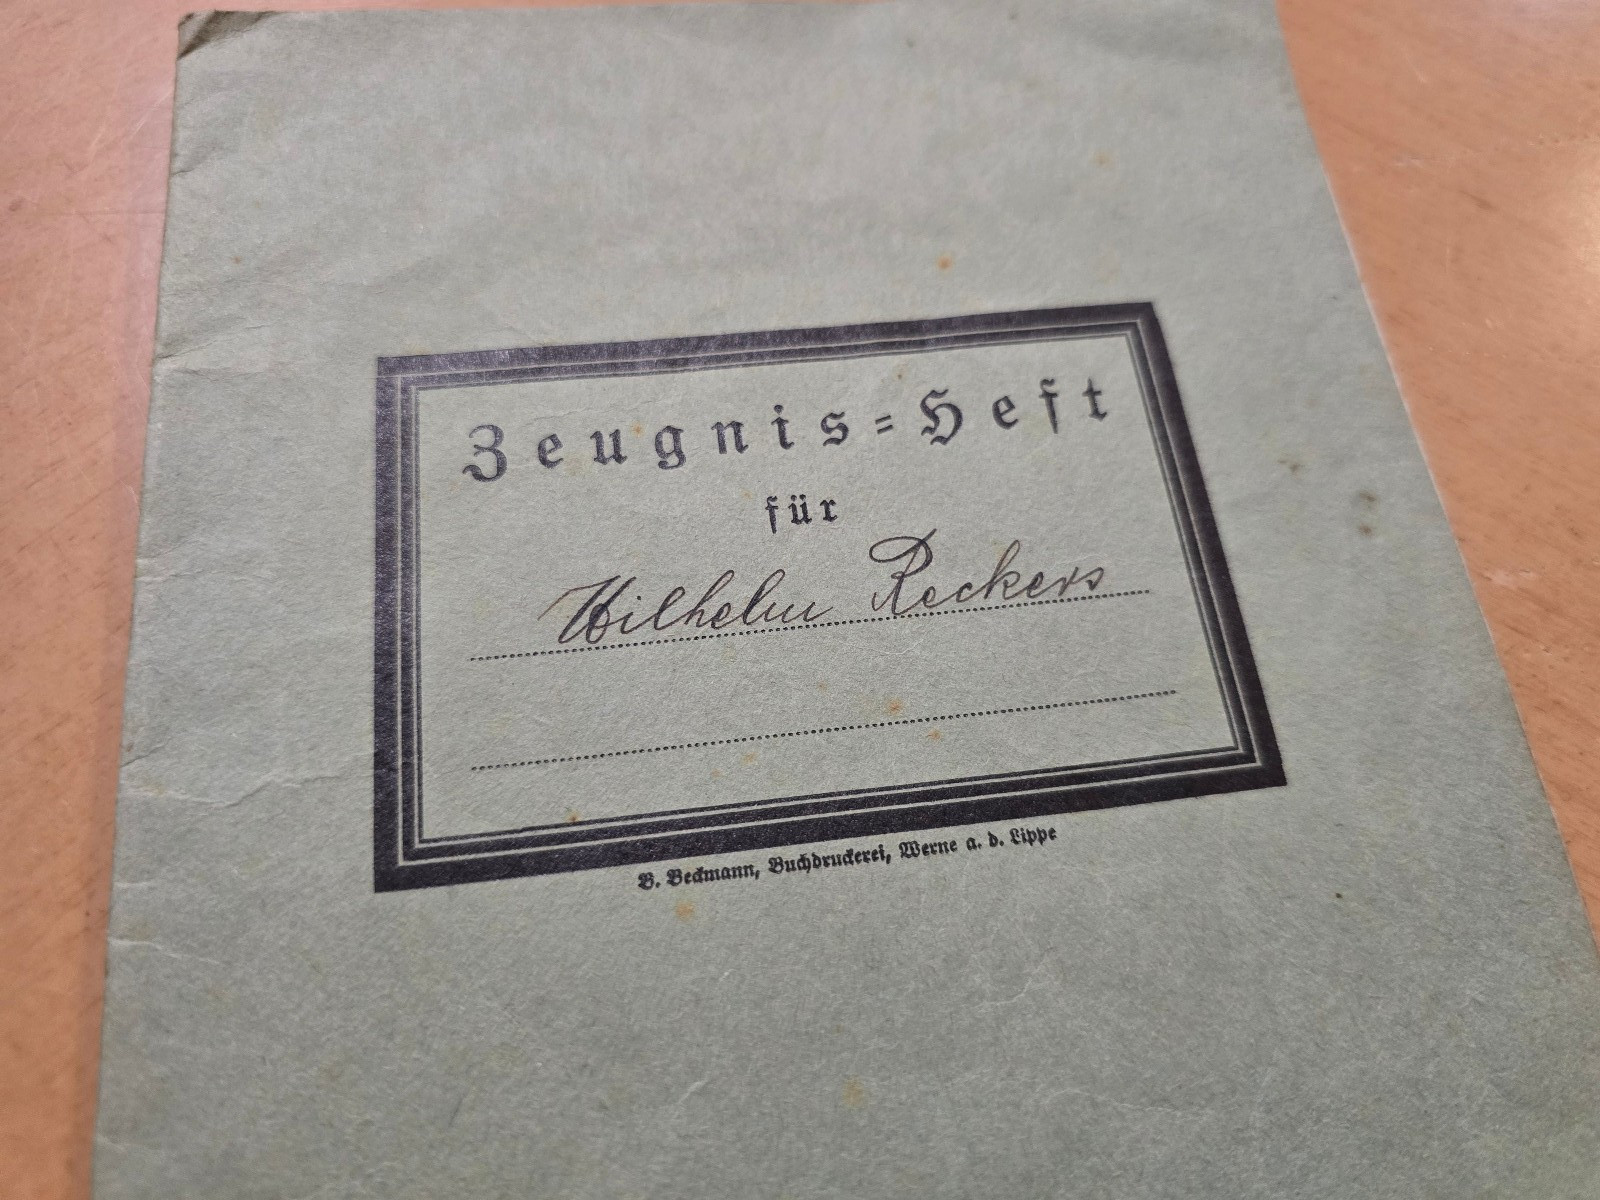 Zeugnis=Heft
für
Wilhelm Reckers
B. Beckmann, Buchdruckerei, Werne a. d. Lippe